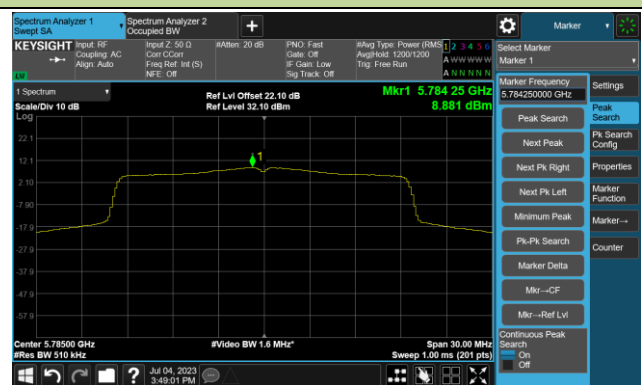 Spectrum Analyzer 1
Swept SA
Spectrum Analyzer 2
Occupied BW
Marker
KEYSIGHT
Input: RF
Coupling: AC
Align: Auto
Input Z: 50 Ω
Corr CCorr
Freq Ref: Int (S)
NFE: Off
#Atten: 20 dB
PNO: Fast
Gate: Off
IF Gain: Low
Sig Track: Off
#Avg Type: Power (RMS
Avg|Hold: 1200/1200
Trig: Free Run
1 2 3 4 5 6
A W W W W W
A N N N N N
LV
Select Marker
Marker 1
1 Spectrum
Scale/Div 10 dB
Log
Ref Lvl Offset 22.10 dB
Ref Level 32.10 dBm
Mkr1 5.784 25 GHz
8.881 dBm
1
22.1
12.1
2.10
-7.90
-17.9
-27.9
-37.9
-47.9
-57.9
Center 5.78500 GHz
#Res BW 510 kHz
#Video BW 1.6 MHz*
Span 30.00 MHz
Sweep 1.00 ms (201 pts)
Marker Frequency
5.784250000 GHz
Peak Search
Next Peak
Next Pk Right
Next Pk Left
Minimum Peak
Pk-Pk Search
Marker Delta
Mkr→CF
Mkr→Ref Lvl
Continuous Peak
Search
On
Off
Settings
Peak
Search
Pk Search
Config
Properties
Marker
Function
Marker→
Counter
?
Jul 04, 2023
3:49:01 PM